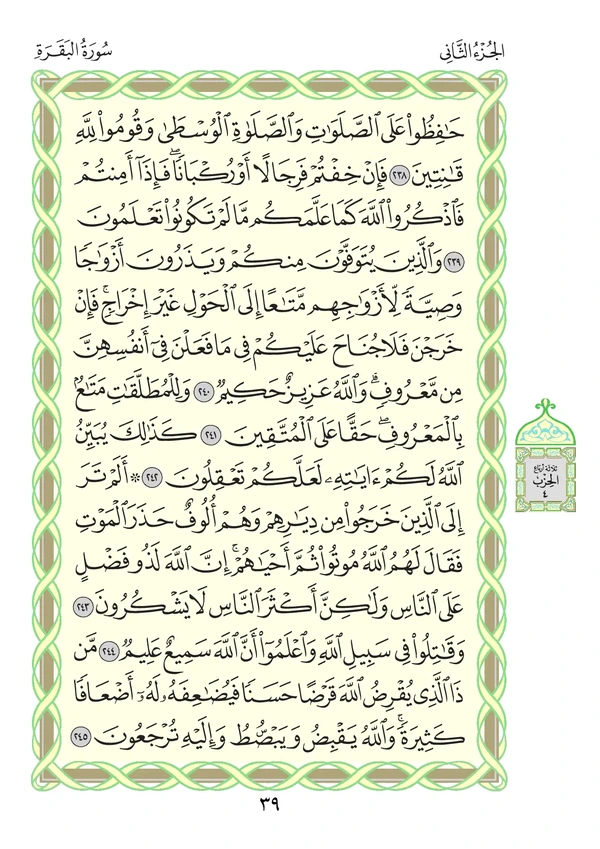 الجُزْءُ الثَّانِي
سُورَةُ البَقَرَةِ
حَٰفِظُوا۟ عَلَى ٱلصَّلَوَٰتِ وَٱلصَّلَوٰةِ ٱلْوُسْطَىٰ وَقُومُوا۟ لِلَّهِ
قَٰنِتِينَ ٢٣٨ فَإِنْ خِفْتُمْ فَرِجَالًا أَوْ رُكْبَانًا ۖ فَإِذَآ أَمِنتُمْ
فَٱذْكُرُوا۟ ٱللَّهَ كَمَا عَلَّمَكُم مَّا لَمْ تَكُونُوا۟ تَعْلَمُونَ
٢٣٩ وَٱلَّذِينَ يُتَوَفَّوْنَ مِنكُمْ وَيَذَرُونَ أَزْوَٰجًا
وَصِيَّةً لِّأَزْوَٰجِهِم مَّتَٰعًا إِلَى ٱلْحَوْلِ غَيْرَ إِخْرَاجٍ ۚ فَإِنْ
خَرَجْنَ فَلَا جُنَاحَ عَلَيْكُمْ فِى مَا فَعَلْنَ فِىٓ أَنفُسِهِنَّ
مِن مَّعْرُوفٍ ۗ وَٱللَّهُ عَزِيزٌ حَكِيمٌ ٢٤٠ وَلِلْمُطَلَّقَٰتِ مَتَٰعٌۢ
بِٱلْمَعْرُوفِ ۖ حَقًّا عَلَى ٱلْمُتَّقِينَ ٢٤١ كَذَٰلِكَ يُبَيِّنُ
ٱللَّهُ لَكُمْ ءَايَٰتِهِۦ لَعَلَّكُمْ تَعْقِلُونَ ٢٤٢ ۞ أَلَمْ تَرَ
إِلَى ٱلَّذِينَ خَرَجُوا۟ مِن دِيَٰرِهِمْ وَهُمْ أُلُوفٌ حَذَرَ ٱلْمَوْتِ
فَقَالَ لَهُمُ ٱللَّهُ مُوتُوا۟ ثُمَّ أَحْيَٰهُمْ ۚ إِنَّ ٱللَّهَ لَذُو فَضْلٍ
عَلَى ٱلنَّاسِ وَلَٰكِنَّ أَكْثَرَ ٱلنَّاسِ لَا يَشْكُرُونَ ٢٤٣
وَقَٰتِلُوا۟ فِى سَبِيلِ ٱللَّهِ وَٱعْلَمُوٓا۟ أَنَّ ٱللَّهَ سَمِيعٌ عَلِيمٌ ٢٤٤ مَّن
ذَا ٱلَّذِى يُقْرِضُ ٱللَّهَ قَرْضًا حَسَنًا فَيُضَٰعِفَهُۥ لَهُۥٓ أَضْعَافًا
كَثِيرَةً ۚ وَٱللَّهُ يَقْبِضُ وَيَبْصُۜطُ وَإِلَيْهِ تُرْجَعُونَ ٢٤٥
ثلاثة أرباع
الحِزْب
٤
٣٩